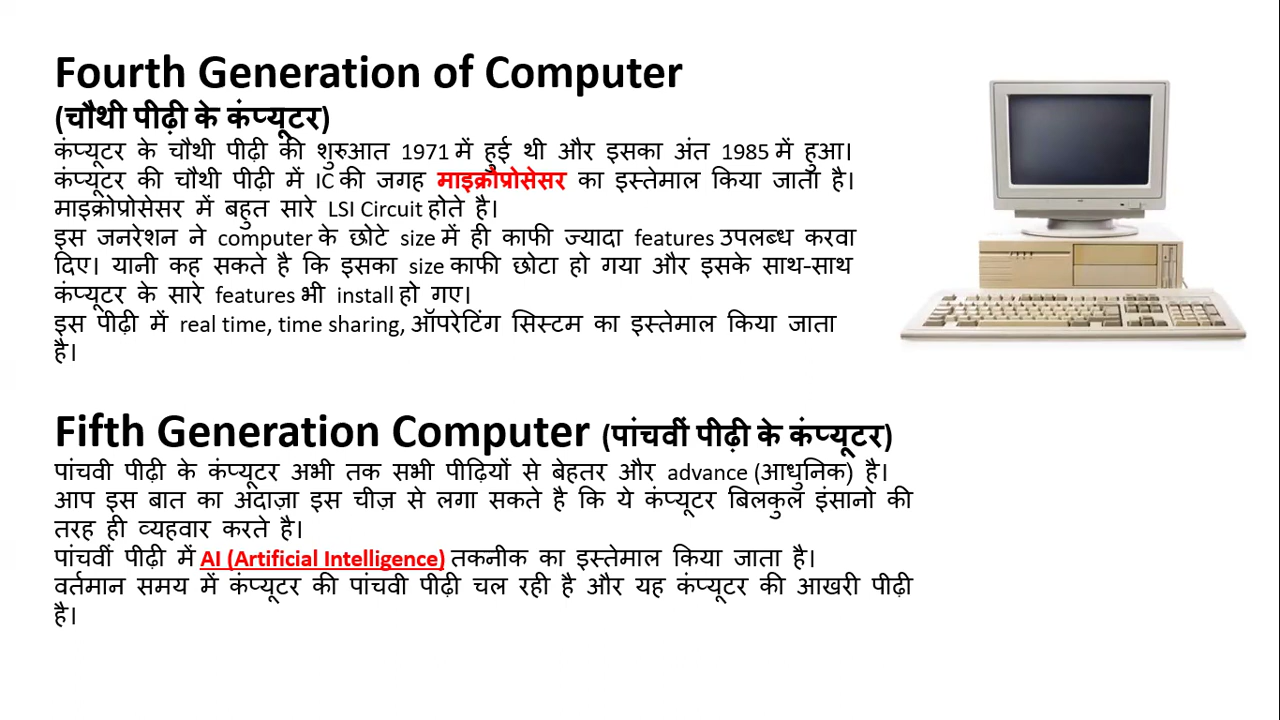 Fourth Generation of Computer
(चौथी पीढ़ी के कंप्यूटर)
कंप्यूटर के चौथी पीढ़ी की शुरुआत 1971 में हुई थी और इसका अंत 1985 में हुआ।
कंप्यूटर की चौथी पीढ़ी में IC की जगह माइक्रोप्रोसेसर का इस्तेमाल किया जाता है।
माइक्रोप्रोसेसर में बहुत सारे LSI Circuit होते है।
इस जनरेशन ने computer के छोटे size में ही काफी ज्यादा features उपलब्ध करवा
दिए। यानी कह सकते है कि इसका size काफी छोटा हो गया और इसके साथ-साथ
कंप्यूटर के सारे features भी install हो गए।
इस पीढ़ी में real time, time sharing, ऑपरेटिंग सिस्टम का इस्तेमाल किया जाता
है।
Fifth Generation Computer (पांचवीं पीढ़ी के कंप्यूटर)
पांचवी पीढ़ी के कंप्यूटर अभी तक सभी पीढ़ियों से बेहतर और advance (आधुनिक) है।
आप इस बात का अंदाज़ा इस चीज़ से लगा सकते है कि ये कंप्यूटर बिलकुल इंसानो की
तरह ही व्यहवार करते है।
पांचवीं पीढ़ी में AI (Artificial Intelligence) तकनीक का इस्तेमाल किया जाता है।
वर्तमान समय में कंप्यूटर की पांचवी पीढ़ी चल रही है और यह कंप्यूटर की आखरी पीढ़ी
है।